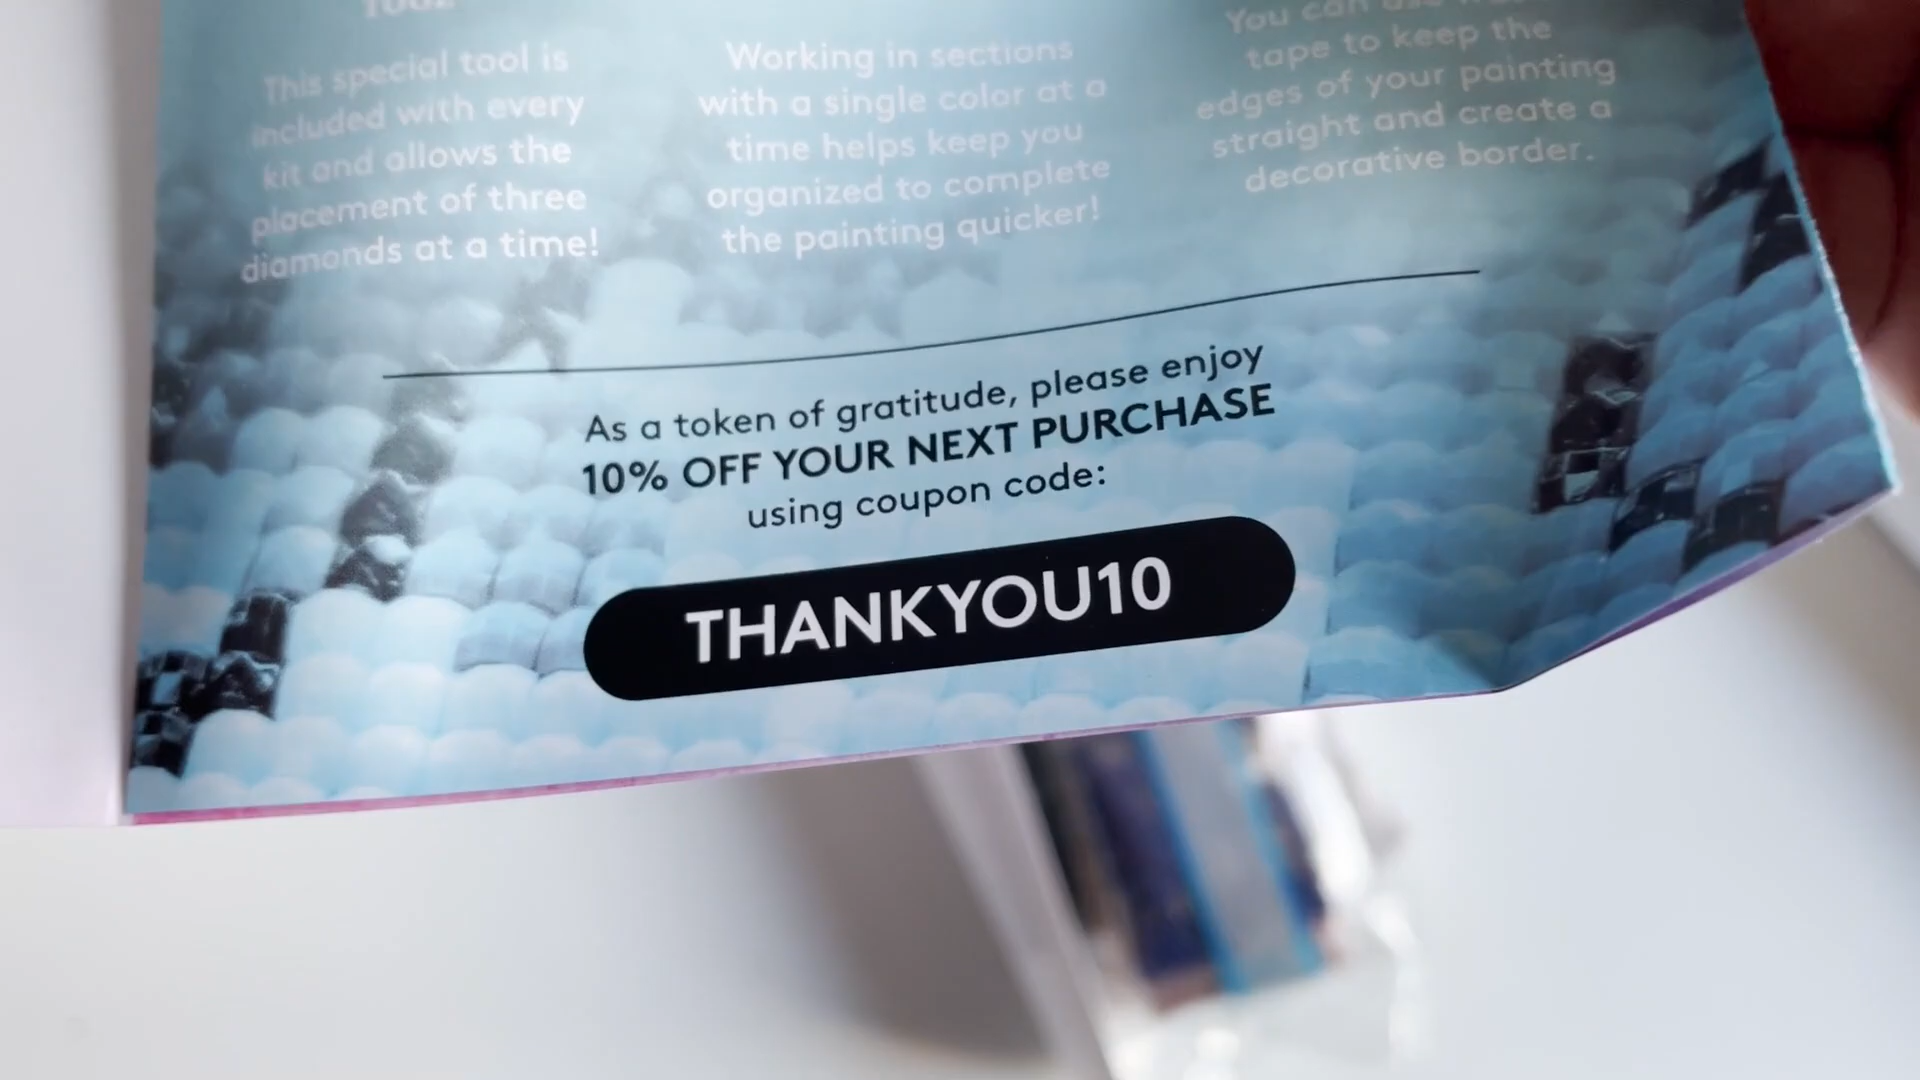 This special tool is
included with every
kit and allows the
placement of three
diamonds at a time!
Working in sections
with a single color at a
time helps keep you
organized to complete
the painting quicker!
You can use
tape to keep the
edges of your painting
straight and create a
decorative border.
As a token of gratitude, please enjoy
10% OFF YOUR NEXT PURCHASE
using coupon code:
THANKYOU10